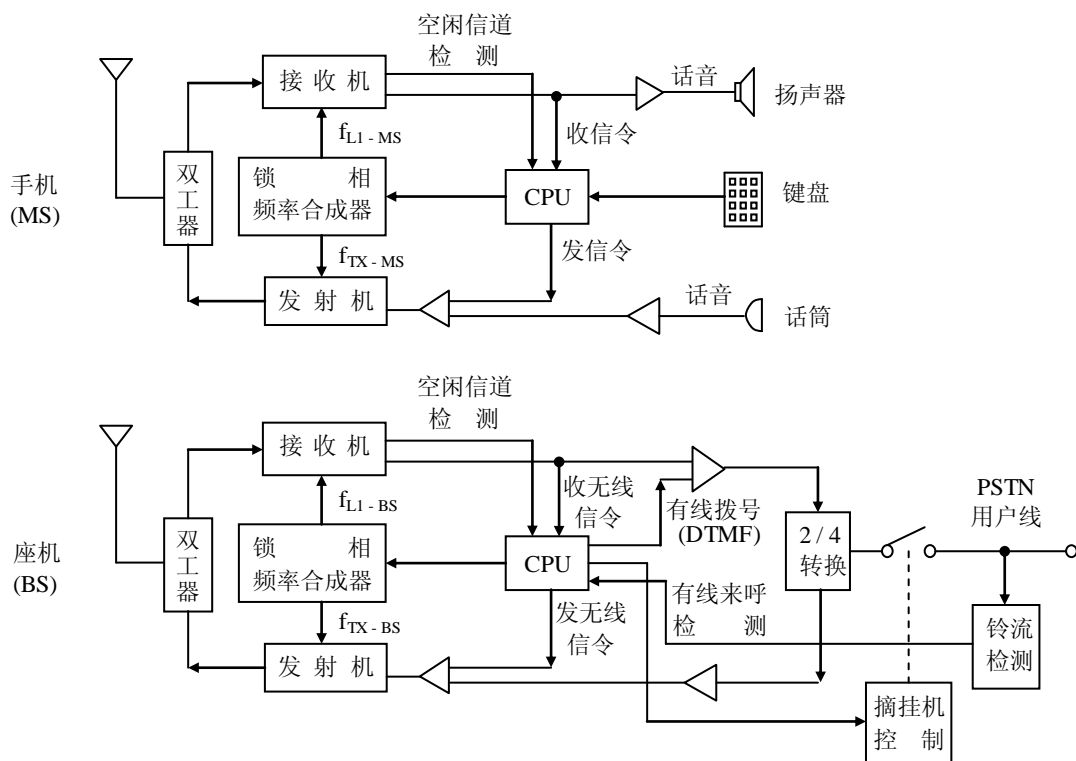 空闲信道
检 测
接 收 机
话音
扬声器
f_L1 - MS
收信令
手机
(MS)
双
工
器
锁 相
频率合成器
CPU
键盘
f_TX - MS
发信令
发 射 机
话音
话筒
空闲信道
检 测
接 收 机
f_L1 - BS
收无线
信令
有线拨号
(DTMF)
PSTN
用户线
座机
(BS)
双
工
器
锁 相
频率合成器
CPU
2 / 4
转换
f_TX - BS
发无线
信令
有线来呼
检 测
铃流
检测
发 射 机
摘挂机
控 制